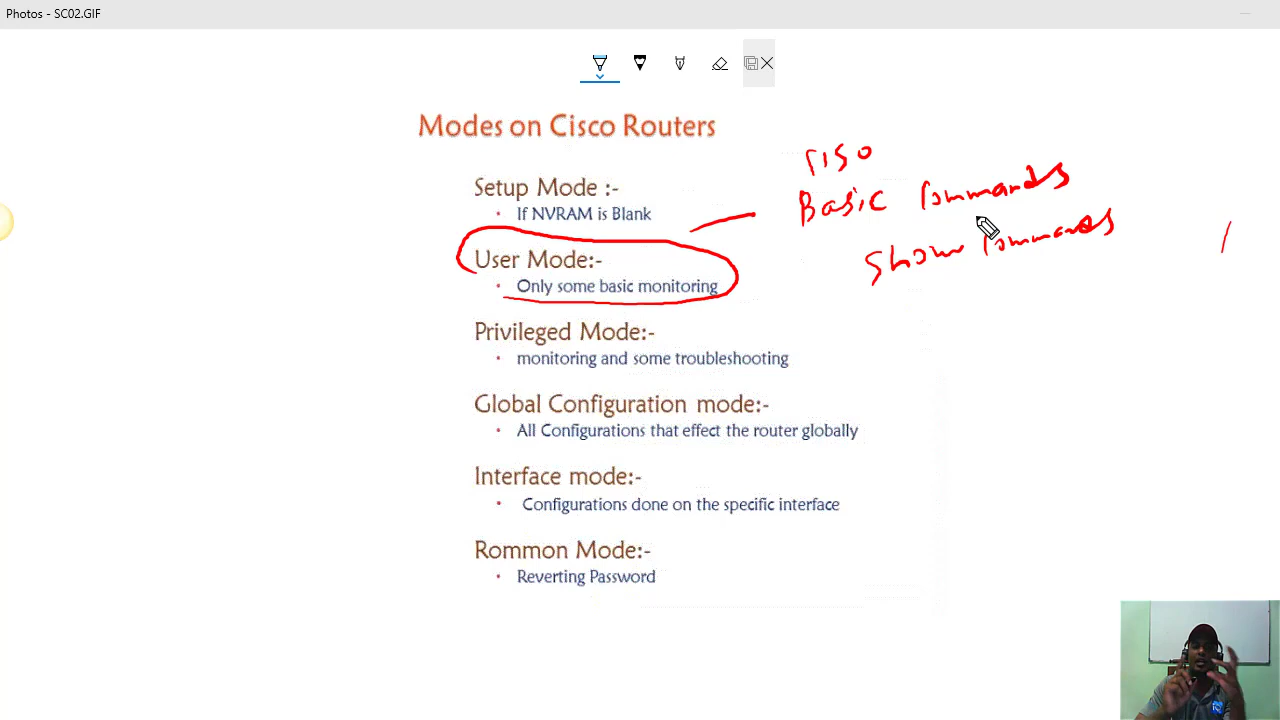 Photos - SC02.GIF
Modes on Cisco Routers
Setup Mode :-
• If NVRAM is Blank
User Mode:-
• Only some basic monitoring
Privileged Mode:-
• monitoring and some troubleshooting
Global Configuration mode:-
• All Configurations that effect the router globally
Interface mode:-
• Configurations done on the specific interface
Rommon Mode:-
• Reverting Password
Basic Commands
Show Commands